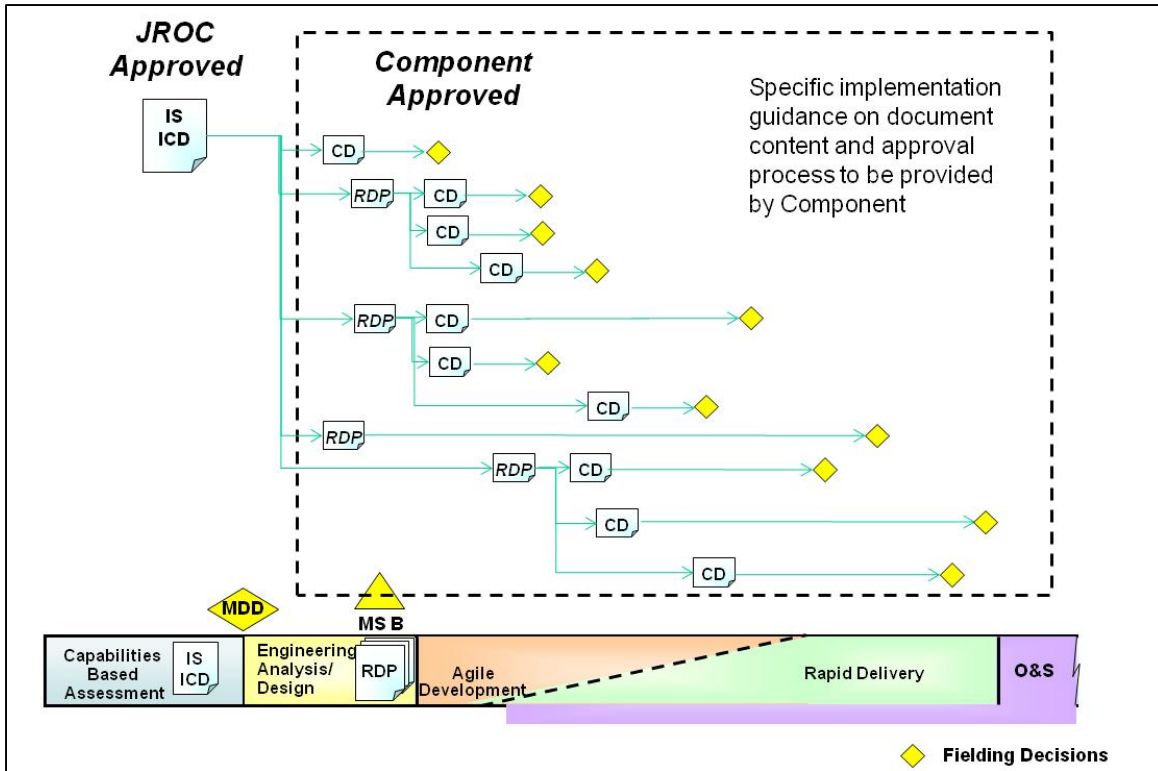 JROC
Approved
IS
ICD
Component
Approved
Specific implementation
guidance on document
content and approval
process to be provided
by Component
CD
RDP
CD
CD
CD
RDP
CD
CD
CD
RDP
RDP
CD
CD
CD
MDD
MS B
Capabilities
Based
Assessment
IS
ICD
Engineering
Analysis/
Design
RDP
Agile
Development
Rapid Delivery
O&S
Fielding Decisions